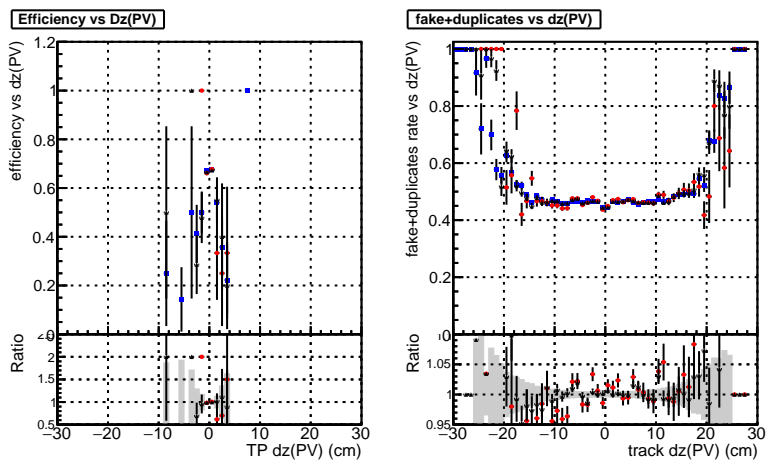 Efficiency vs Dz(PV)
efficiency vs dz(PV)
1.2
1
0.8
0.6
0.4
0.2
0
Ratio
2
1.5
1
0.5
−30 −20 −10 0 10 20 30
TP dz(PV) (cm)
fake+duplicates vs dz(PV)
fake+duplicates rate vs dz(PV)
1
0.8
0.6
0.4
0.2
0
Ratio
1.05
1
0.95
−30 −20 −10 0 10 20 30
track dz(PV) (cm)